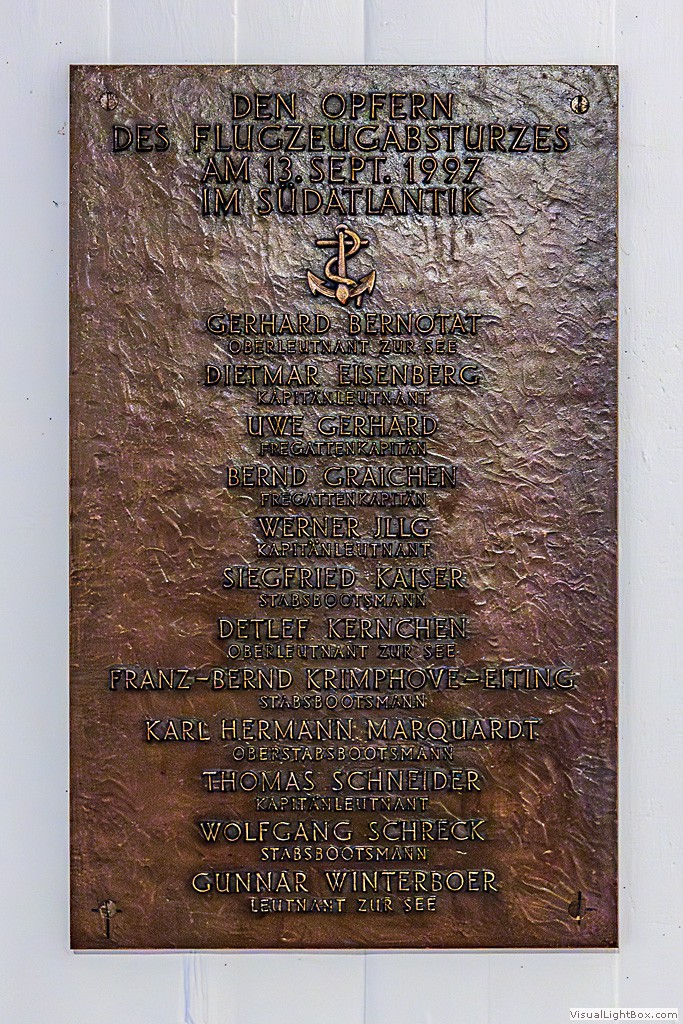 DEN OPFERN
DES FLUGZEUGABSTURZES
AM 13. SEPT. 1997
IM SÜDATLANTIK
GERHARD BERNOTAT
OBERLEUTNANT ZUR SEE
DIETMAR EISENBERG
KAPITÄNLEUTNANT
UWE GERHARD
FREGATTENKAPITÄN
BERND GRAICHEN
FREGATTENKAPITÄN
WERNER JLLG
KAPITÄNLEUTNANT
SIEGFRIED KAISER
STABSBOOTSMANN
DETLEF KERNCHEN
OBERLEUTNANT ZUR SEE
FRANZ-BERND KRIMPHOVE-EITING
STABSBOOTSMANN
KARL HERMANN MARQUARDT
OBERSTABSBOOTSMANN
THOMAS SCHNEIDER
KAPITÄNLEUTNANT
WOLFGANG SCHRECK
STABSBOOTSMANN
GUNNAR WINTERBOER
LEUTNANT ZUR SEE
VisualLightBox.com